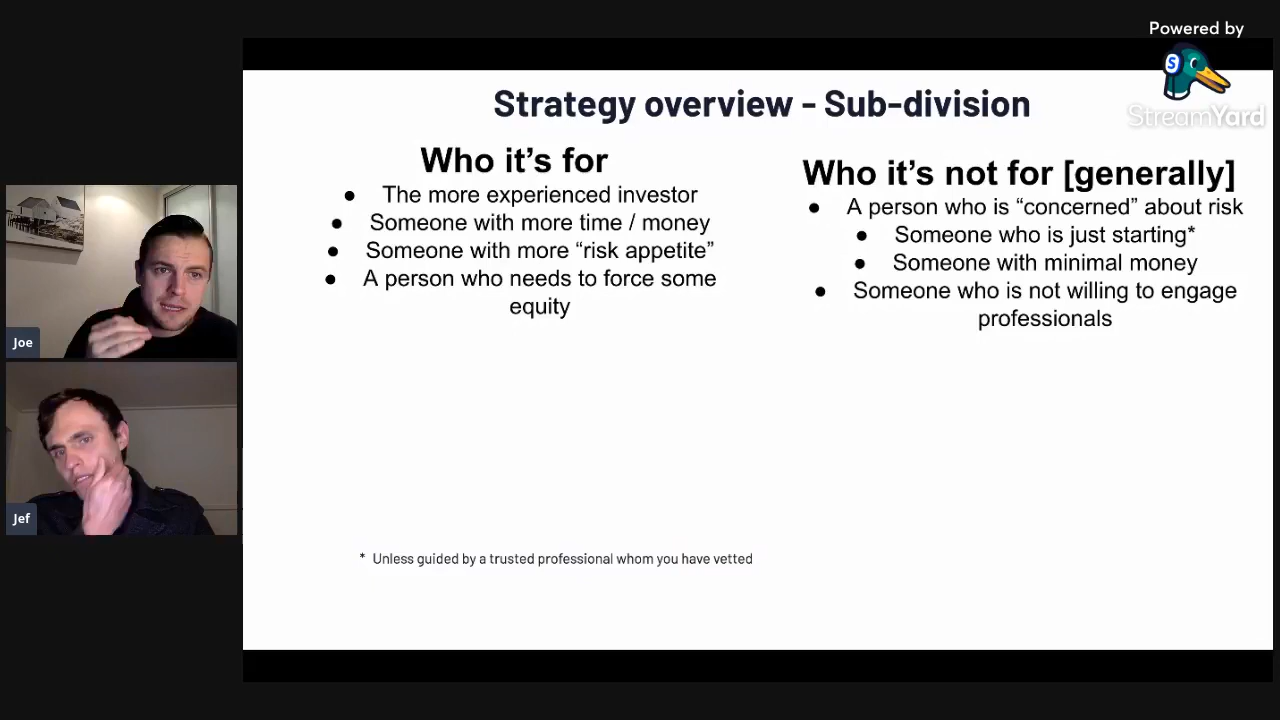 Powered by
StreamYard
Strategy overview - Sub-division
Who it's for
● The more experienced investor
● Someone with more time / money
● Someone with more “risk appetite”
● A person who needs to force some
equity
Who it's not for [generally]
● A person who is “concerned” about risk
● Someone who is just starting*
● Someone with minimal money
● Someone who is not willing to engage
professionals
Joe
Jef
* Unless guided by a trusted professional whom you have vetted